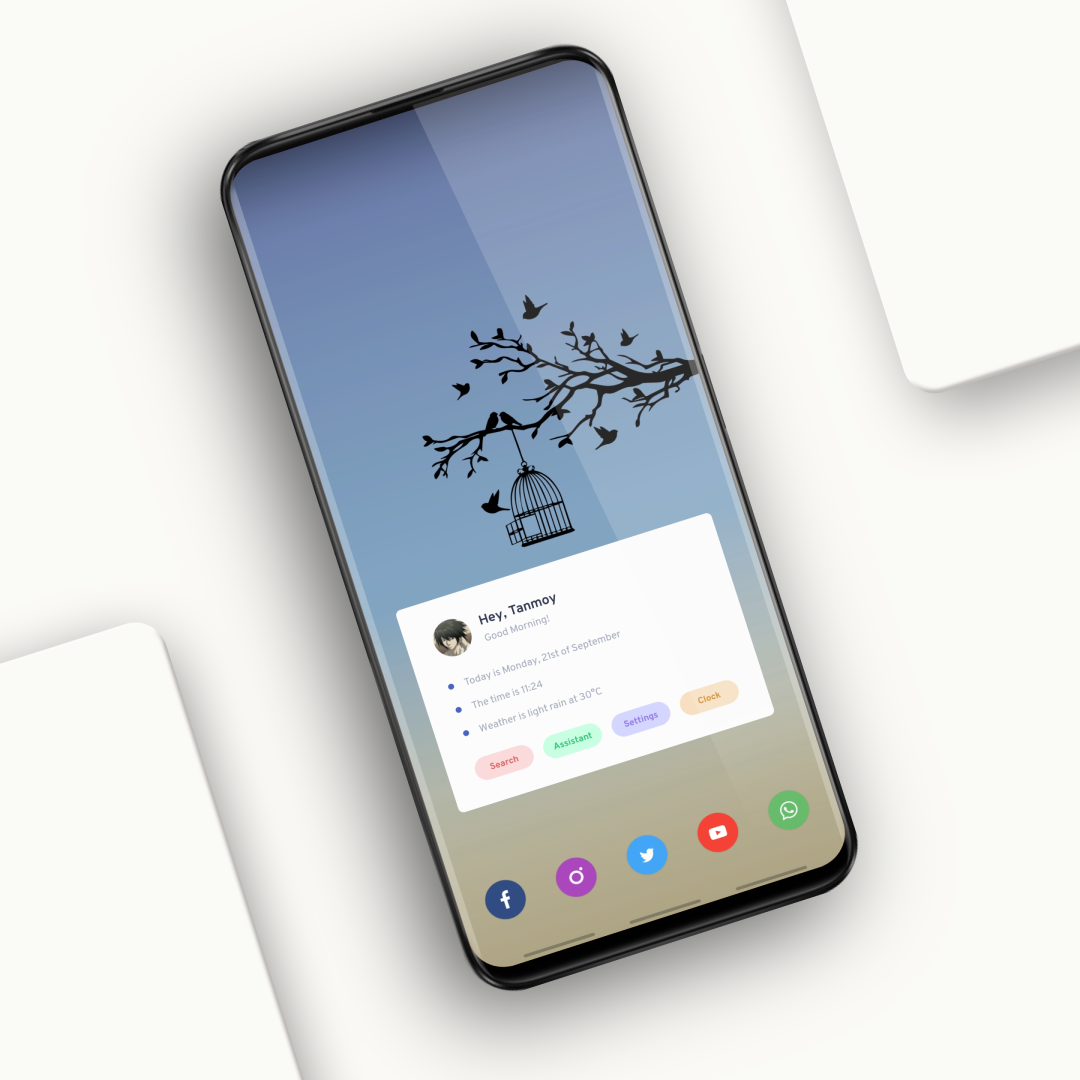 Hey, Tanmoy
Good Morning!
Today is Monday, 21st of September
The time is 11:24
Weather is light rain at 30°C
Search
Assistant
Settings
Clock